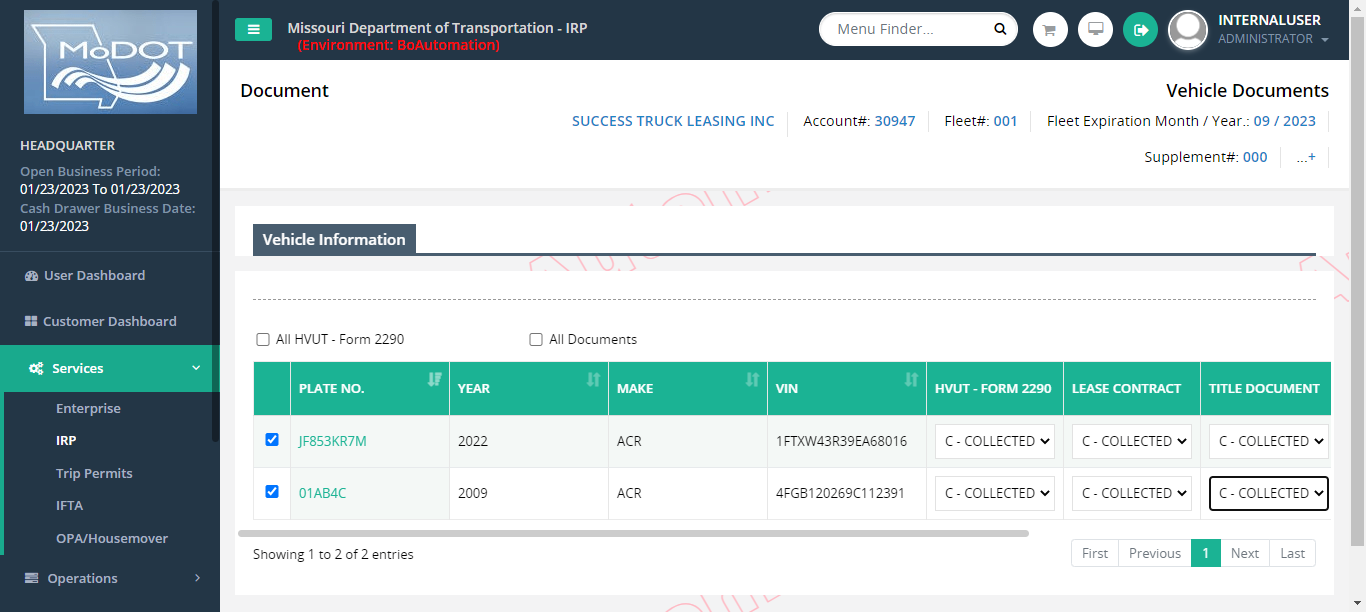 MoDOT
Missouri Department of Transportation - IRP
(Environment: BoAutomation)
Menu Finder...
INTERNALUSER
ADMINISTRATOR
HEADQUARTER
Open Business Period:
01/23/2023 To 01/23/2023
Cash Drawer Business Date:
01/23/2023
User Dashboard
Customer Dashboard
Services
Enterprise
IRP
Trip Permits
IFTA
OPA/Housemover
Operations
Document
Vehicle Documents
SUCCESS TRUCK LEASING INC Account#: 30947 Fleet#: 001 Fleet Expiration Month / Year.: 09 / 2023
Supplement#: 000 ...+
Vehicle Information
All HVUT - Form 2290 All Documents
PLATE NO. YEAR MAKE VIN HVUT - FORM 2290 LEASE CONTRACT TITLE DOCUMENT
JF853KR7M 2022 ACR 1FTXW43R39EA68016 C - COLLECTED C - COLLECTED C - COLLECTED
01AB4C 2009 ACR 4FGB120269C112391 C - COLLECTED C - COLLECTED C - COLLECTED
Showing 1 to 2 of 2 entries
First Previous 1 Next Last